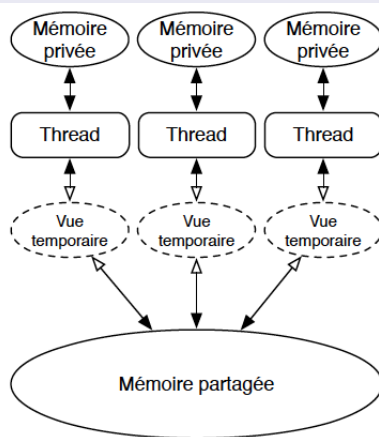 Mémoire
privée
Mémoire
privée
Mémoire
privée
Thread
Thread
Thread
Vue
temporaire
Vue
temporaire
Vue
temporaire
Mémoire partagée